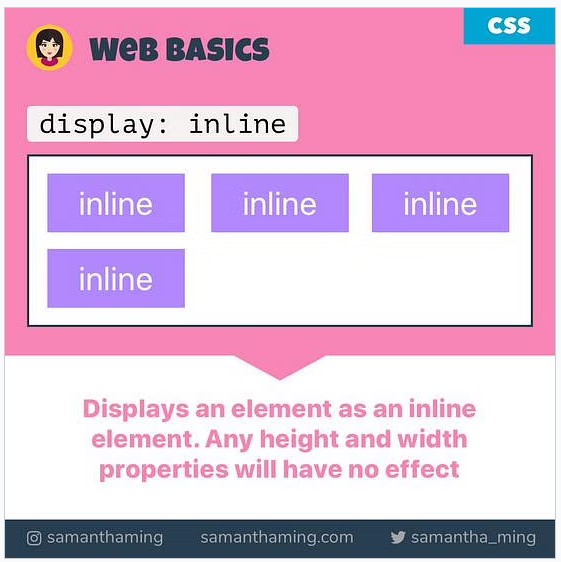 CSS
Web Basics
display: inline
inline inline inline
inline
Displays an element as an inline
element. Any height and width
properties will have no effect
samanthaming samanthaming.com samantha_ming